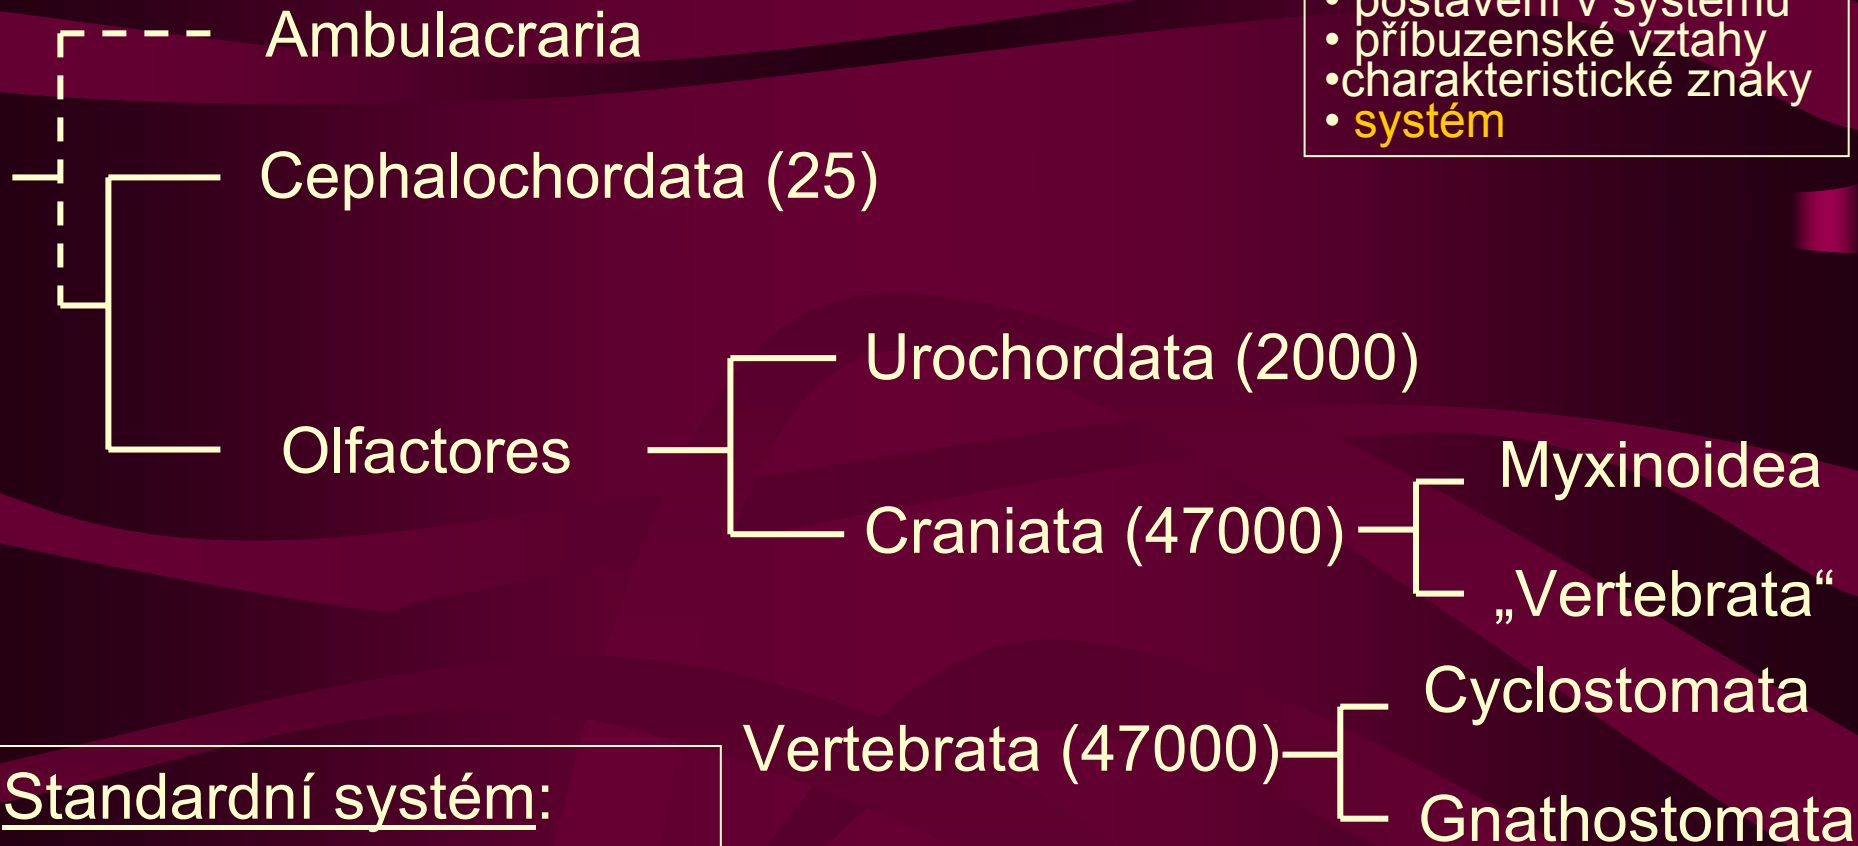 • postavení v systému
• příbuzenské vztahy
•charakteristické znaky
• systém
Ambulacraria
Cephalochordata (25)
Urochordata (2000)
Olfactores
Myxinoidea
Craniata (47000)
„Vertebrata“
Cyclostomata
Vertebrata (47000)
Gnathostomata
Standardní systém: